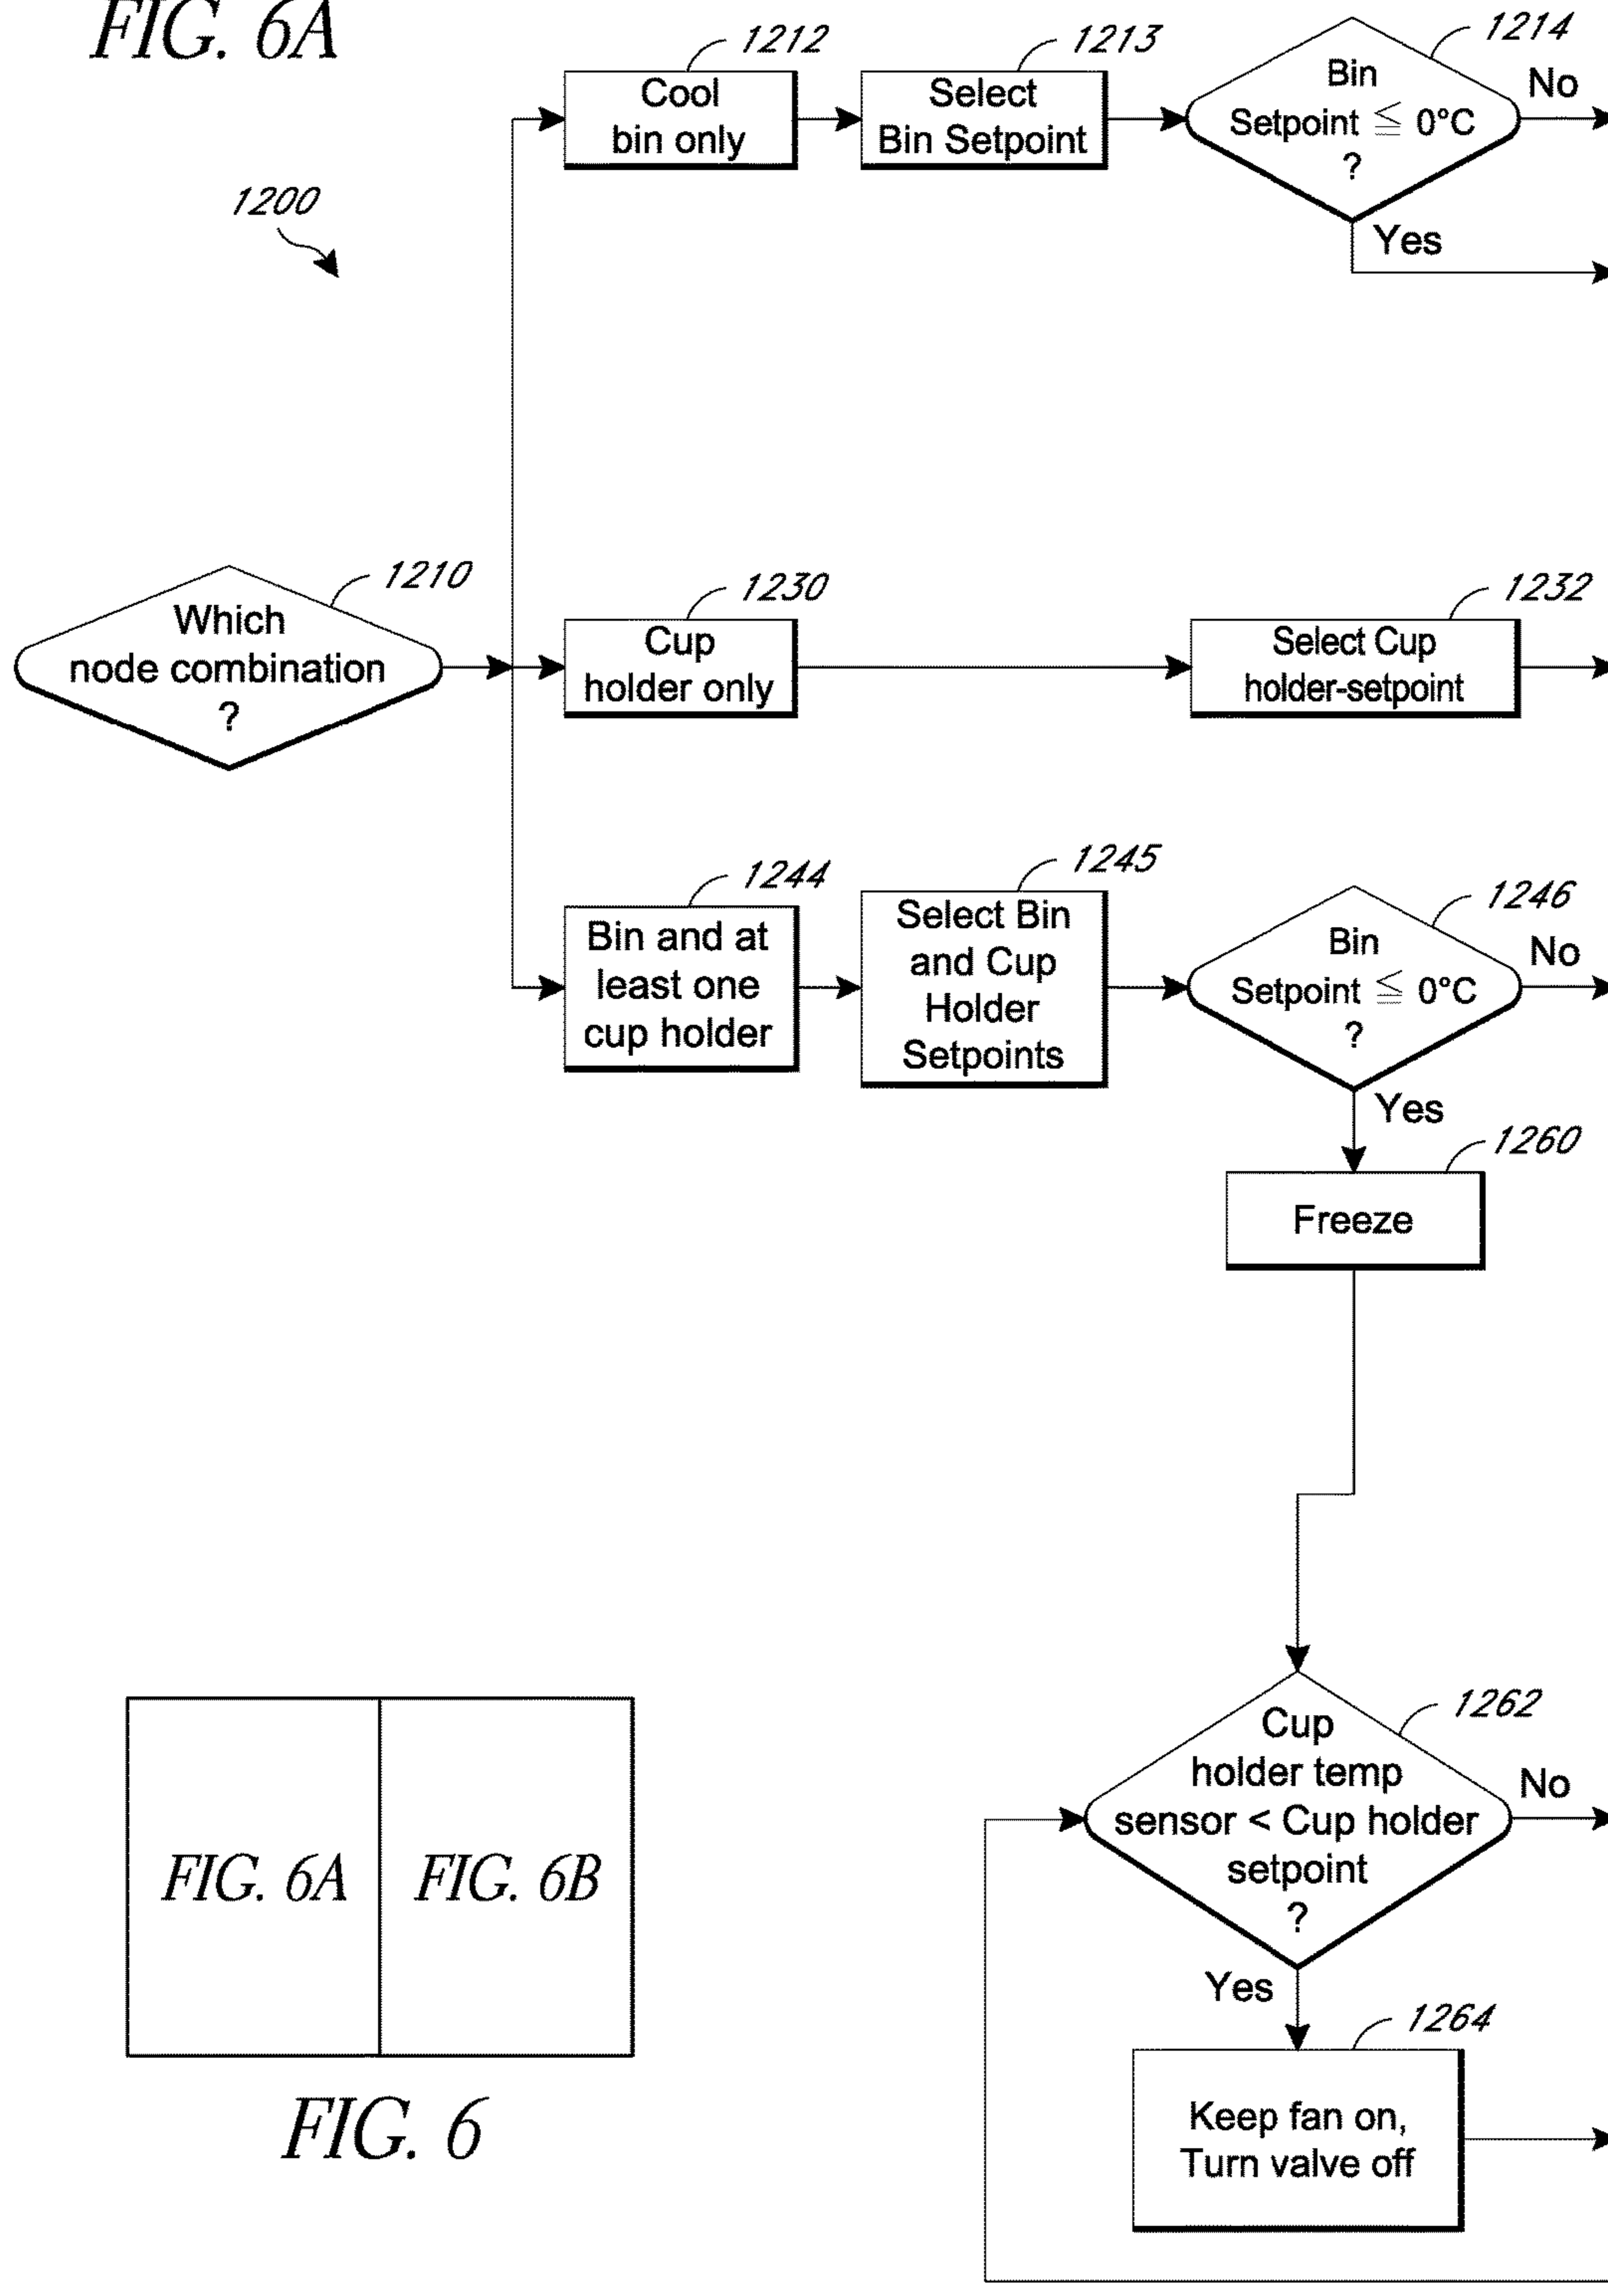 FIG. 6A
1212
Cool
bin only
1213
Select
Bin Setpoint
1214
Bin
Setpoint ≦ 0°C
?
No
Yes
1200
1210
Which
node combination
?
1230
Cup
holder only
1232
Select Cup
holder-setpoint
1244
Bin and at
least one
cup holder
1245
Select Bin
and Cup
Holder
Setpoints
1246
Bin
Setpoint ≦ 0°C
?
No
Yes
1260
Freeze
1262
Cup
holder temp
sensor < Cup holder
setpoint
?
No
Yes
1264
Keep fan on,
Turn valve off
FIG. 6A
FIG. 6B
FIG. 6